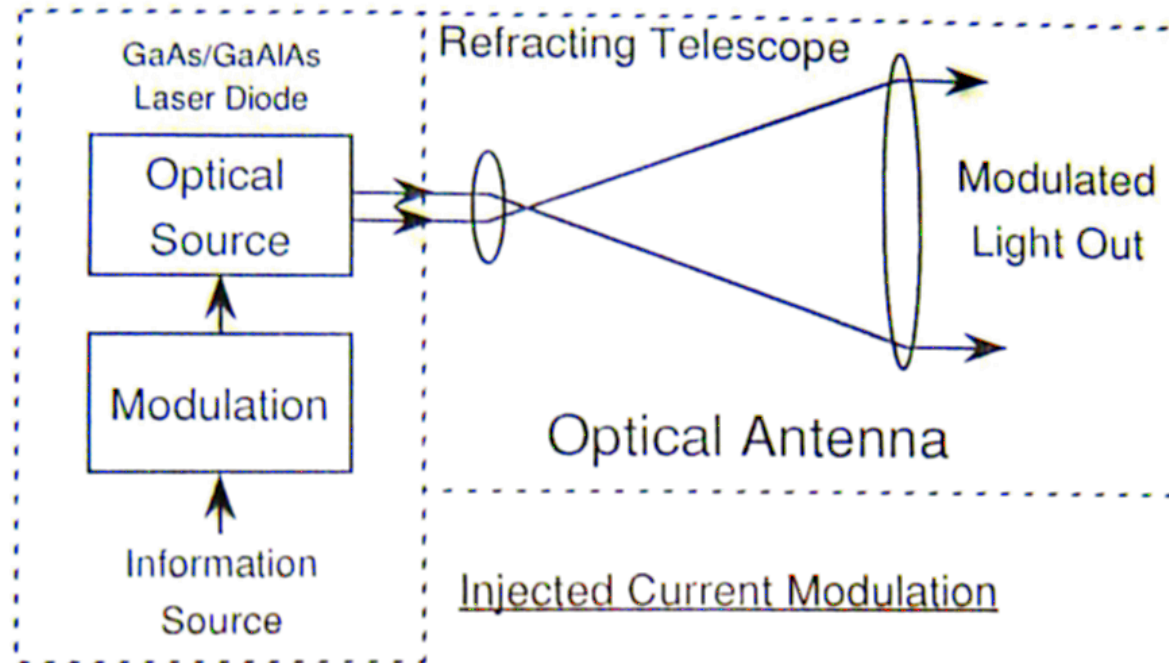 GaAs/GaAlAs
Laser Diode
Optical
Source
Modulation
Information
Source
Refracting Telescope
Modulated
Light Out
Optical Antenna
Injected Current Modulation